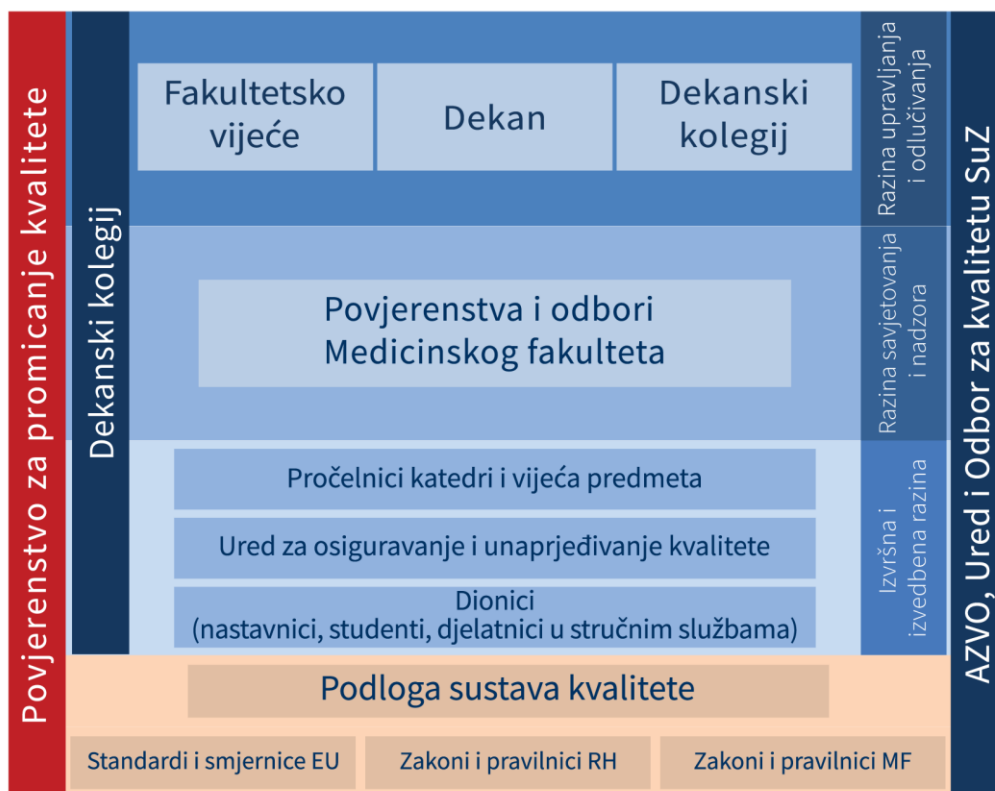 Povjerenstvo za promicanje kvalitete
Dekanski kolegij
Fakultetsko
vijeće
Dekan
Dekanski
kolegij
Razina upravljanja
i odlučivanja
Povjerenstva i odbori
Medicinskog fakulteta
Razina savjetovanja
i nadzora
Pročelnici katedri i vijeća predmeta
Ured za osiguravanje i unaprjeđivanje kvalitete
Dionici
(nastavnici, studenti, djelatnici u stručnim službama)
Izvršna i
izvedbena razina
AZVO, Ured i Odbor za kvalitetu SuZ
Podloga sustava kvalitete
Standardi i smjernice EU
Zakoni i pravilnici RH
Zakoni i pravilnici MF